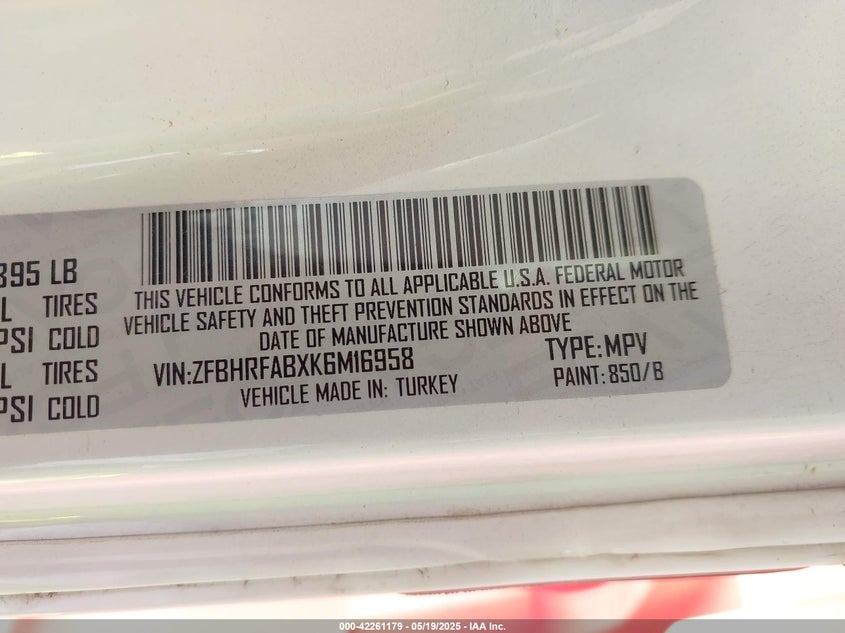 395 LB
TIRES
PSI COLD
TIRES
PSI COLD
THIS VEHICLE CONFORMS TO ALL APPLICABLE U.S.A. FEDERAL MOTOR
VEHICLE SAFETY AND THEFT PREVENTION STANDARDS IN EFFECT ON THE
DATE OF MANUFACTURE SHOWN ABOVE
VIN:ZFBHRFABXK6M16958 TYPE:MPV
VEHICLE MADE IN: TURKEY PAINT:850/B
000-42261179 - 05/19/2025 - IAA Inc.